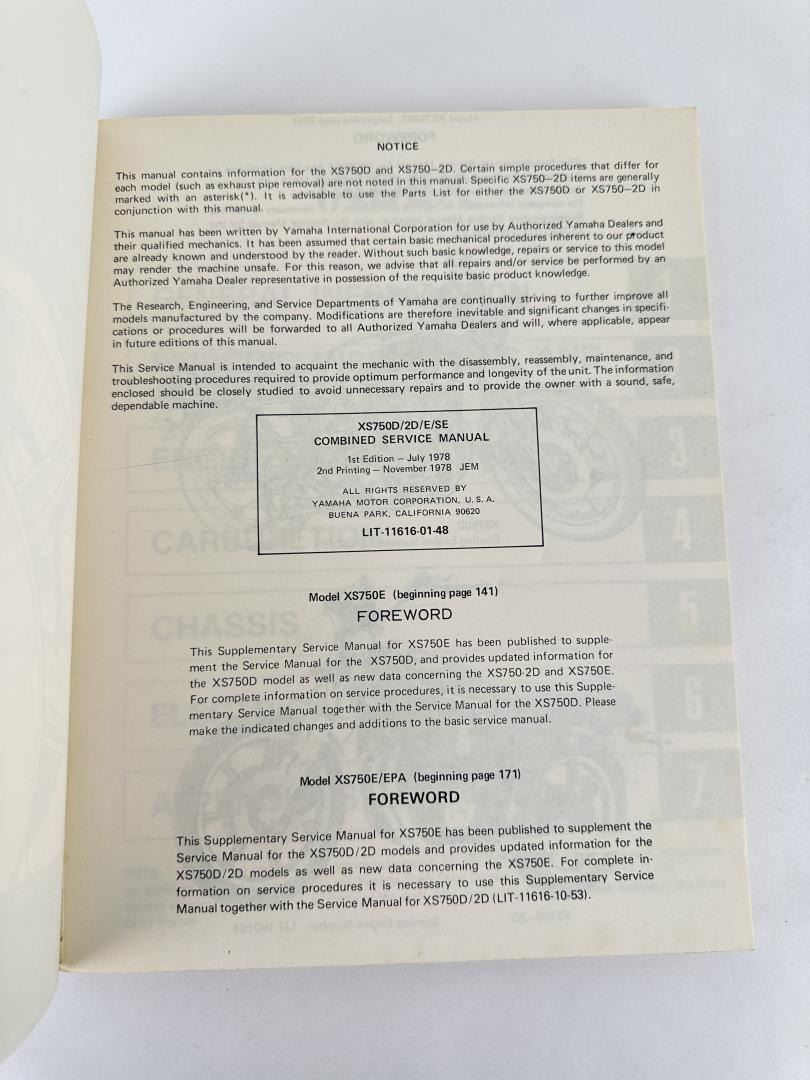 NOTICE
This manual contains information for the XS750D and XS750-2D. Certain simple procedures that differ for
each model (such as exhaust pipe removal) are not noted in this manual. Specific XS750-2D items are generally
marked with an asterisk(*). It is advisable to use the Parts List for either the XS750D or XS750-2D in
conjunction with this manual.
This manual has been written by Yamaha International Corporation for use by Authorized Yamaha Dealers and
their qualified mechanics. It has been assumed that certain basic mechanical procedures inherent to our product
are already known and understood by the reader. Without such basic knowledge, repairs or service to this model
may render the machine unsafe. For this reason, we advise that all repairs and/or service be performed by an
Authorized Yamaha Dealer representative in possession of the requisite basic product knowledge.
The Research, Engineering, and Service Departments of Yamaha are continually striving to further improve all
models manufactured by the company. Modifications are therefore inevitable and significant changes in specifi-
cations or procedures will be forwarded to all Authorized Yamaha Dealers and will, where applicable, appear
in future editions of this manual.
This Service Manual is intended to acquaint the mechanic with the disassembly, reassembly, maintenance, and
troubleshooting procedures required to provide optimum performance and longevity of the unit. The information
enclosed should be closely studied to avoid unnecessary repairs and to provide the owner with a sound, safe,
dependable machine.
XS750D/2D/E/SE
COMBINED SERVICE MANUAL
1st Edition – July 1978
2nd Printing – November 1978 JEM
ALL RIGHTS RESERVED BY
YAMAHA MOTOR CORPORATION, U.S.A.
BUENA PARK, CALIFORNIA 90620
LIT-11616-01-48
Model XS750E (beginning page 141)
FOREWORD
This Supplementary Service Manual for XS750E has been published to supple-
ment the Service Manual for the XS750D, and provides updated information for
the XS750D model as well as new data concerning the XS750-2D and XS750E.
For complete information on service procedures, it is necessary to use this Supple-
mentary Service Manual together with the Service Manual for the XS750D. Please
make the indicated changes and additions to the basic service manual.
Model XS750E/EPA (beginning page 171)
FOREWORD
This Supplementary Service Manual for XS750E has been published to supplement the
Service Manual for the XS750D/2D models and provides updated information for the
XS750D/2D models as well as new data concerning the XS750E. For complete in-
formation on service procedures it is necessary to use this Supplementary Service
Manual together with the Service Manual for XS750D/2D (LIT-11616-10-53).
CHASSIS
3
4
5
6
7